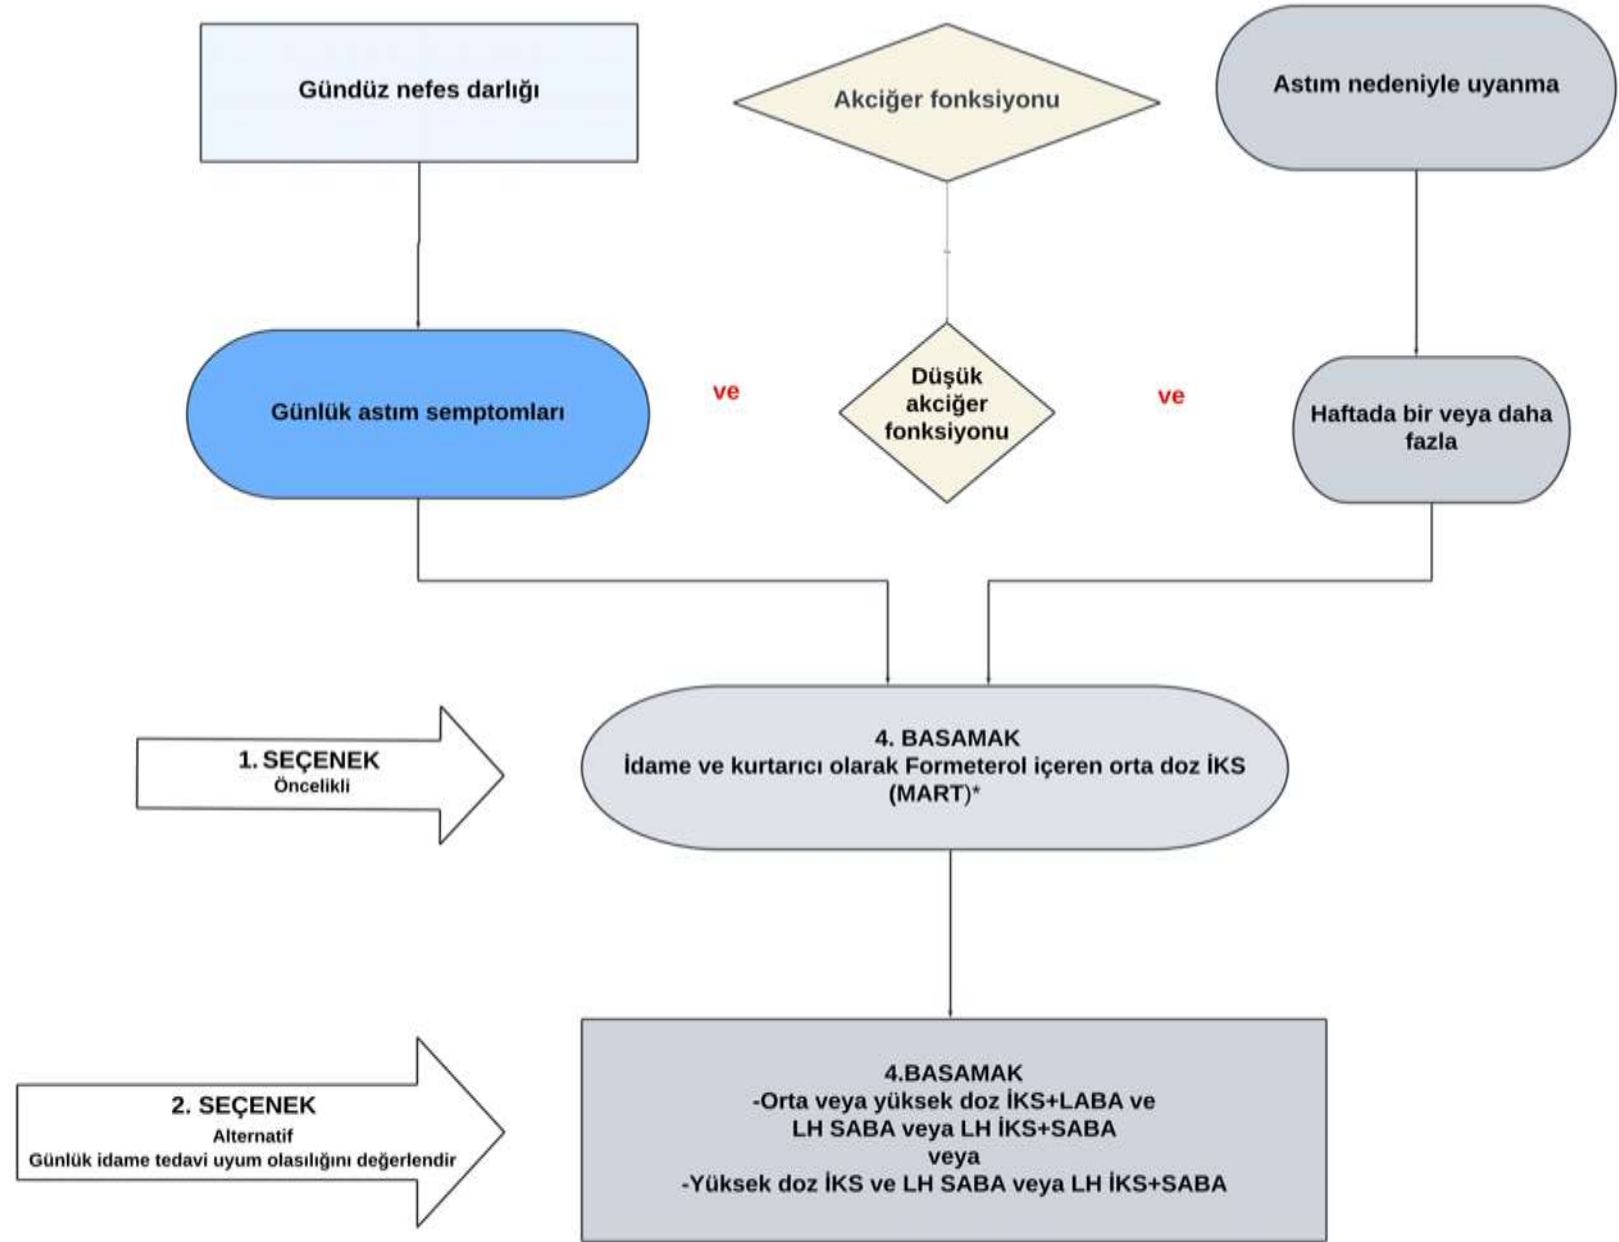 Gündüz nefes darlığı
Akciğer fonksiyonu
Astım nedeniyle uyanma
Günlük astım semptomları
ve
Düşük
akciğer
fonksiyonu
ve
Haftada bir veya daha
fazla
1. SEÇENEK
Öncelikli
4. BASAMAK
İdame ve kurtarıcı olarak Formeterol içeren orta doz İKS
(MART)*
2. SEÇENEK
Alternatif
Günlük idame tedavi uyum olasılığını değerlendir
4.BASAMAK
-Orta veya yüksek doz İKS+LABA ve
LH SABA veya LH İKS+SABA
veya
-Yüksek doz İKS ve LH SABA veya LH İKS+SABA